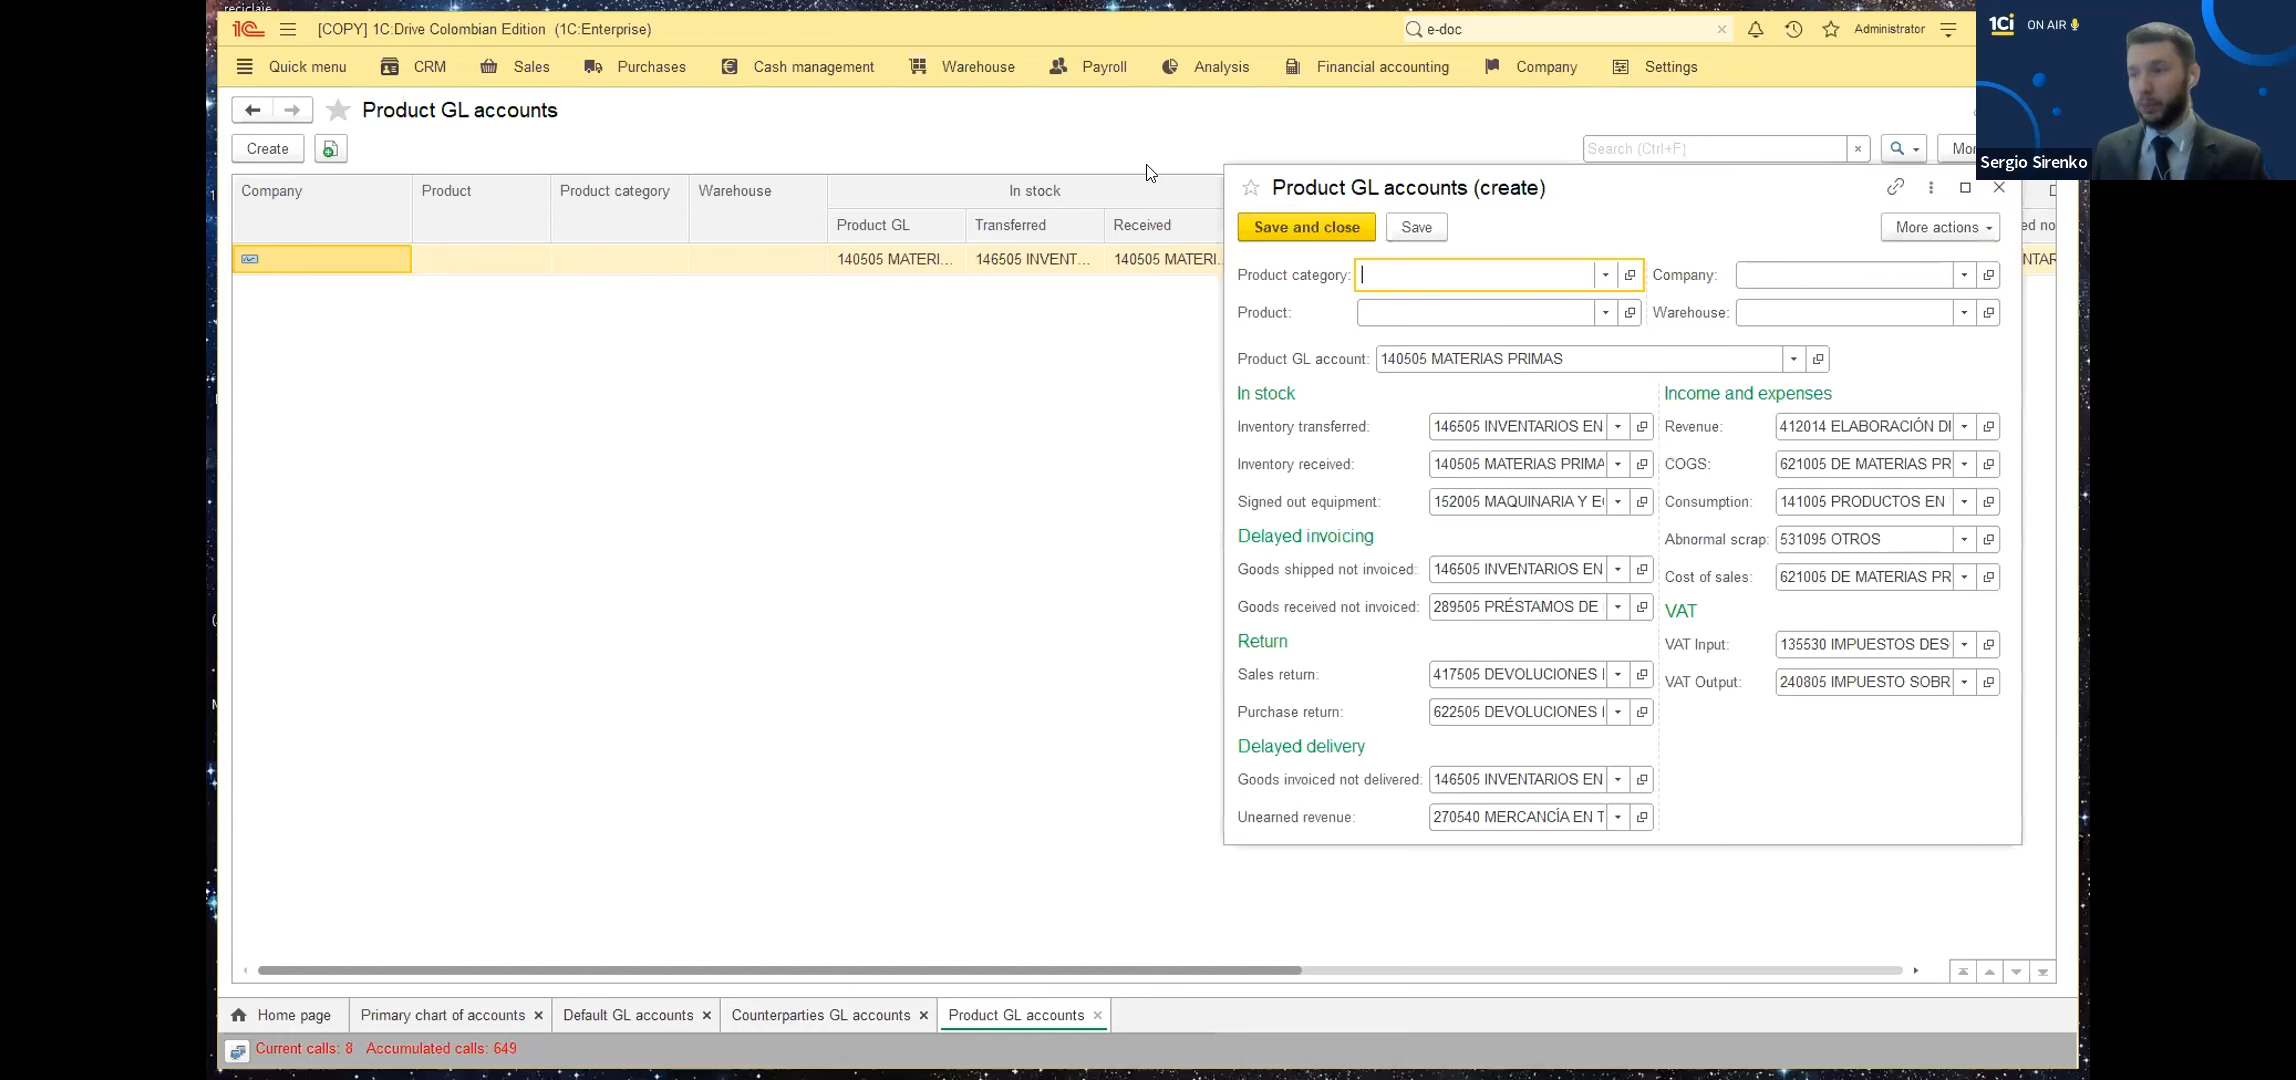 reciclaje
[COPY] 1C:Drive Colombian Edition (1C:Enterprise)
e-doc
Administrator
1Ci ON AIR
Sergio Sirenko
Quick menu CRM Sales Purchases Cash management Warehouse Payroll Analysis Financial accounting Company Settings
Product GL accounts
Create
Search (Ctrl+F)
Company Product Product category Warehouse In stock
Product GL Transferred Received
140505 MATERI... 146505 INVENT... 140505 MATERI...
Product GL accounts (create)
Save and close Save More actions
Product category: Company:
Product: Warehouse:
Product GL account: 140505 MATERIAS PRIMAS
In stock
Inventory transferred: 146505 INVENTARIOS EN
Inventory received: 140505 MATERIAS PRIMA
Signed out equipment: 152005 MAQUINARIA Y E
Delayed invoicing
Goods shipped not invoiced: 146505 INVENTARIOS EN
Goods received not invoiced: 289505 PRÉSTAMOS DE
Return
Sales return: 417505 DEVOLUCIONES
Purchase return: 622505 DEVOLUCIONES
Delayed delivery
Goods invoiced not delivered: 146505 INVENTARIOS EN
Unearned revenue: 270540 MERCANCÍA EN T
Income and expenses
Revenue: 412014 ELABORACIÓN DI
COGS: 621005 DE MATERIAS PR
Consumption: 141005 PRODUCTOS EN
Abnormal scrap: 531095 OTROS
Cost of sales: 621005 DE MATERIAS PR
VAT
VAT Input: 135530 IMPUESTOS DES
VAT Output: 240805 IMPUESTO SOBR
Home page Primary chart of accounts Default GL accounts Counterparties GL accounts Product GL accounts
Current calls: 8 Accumulated calls: 649